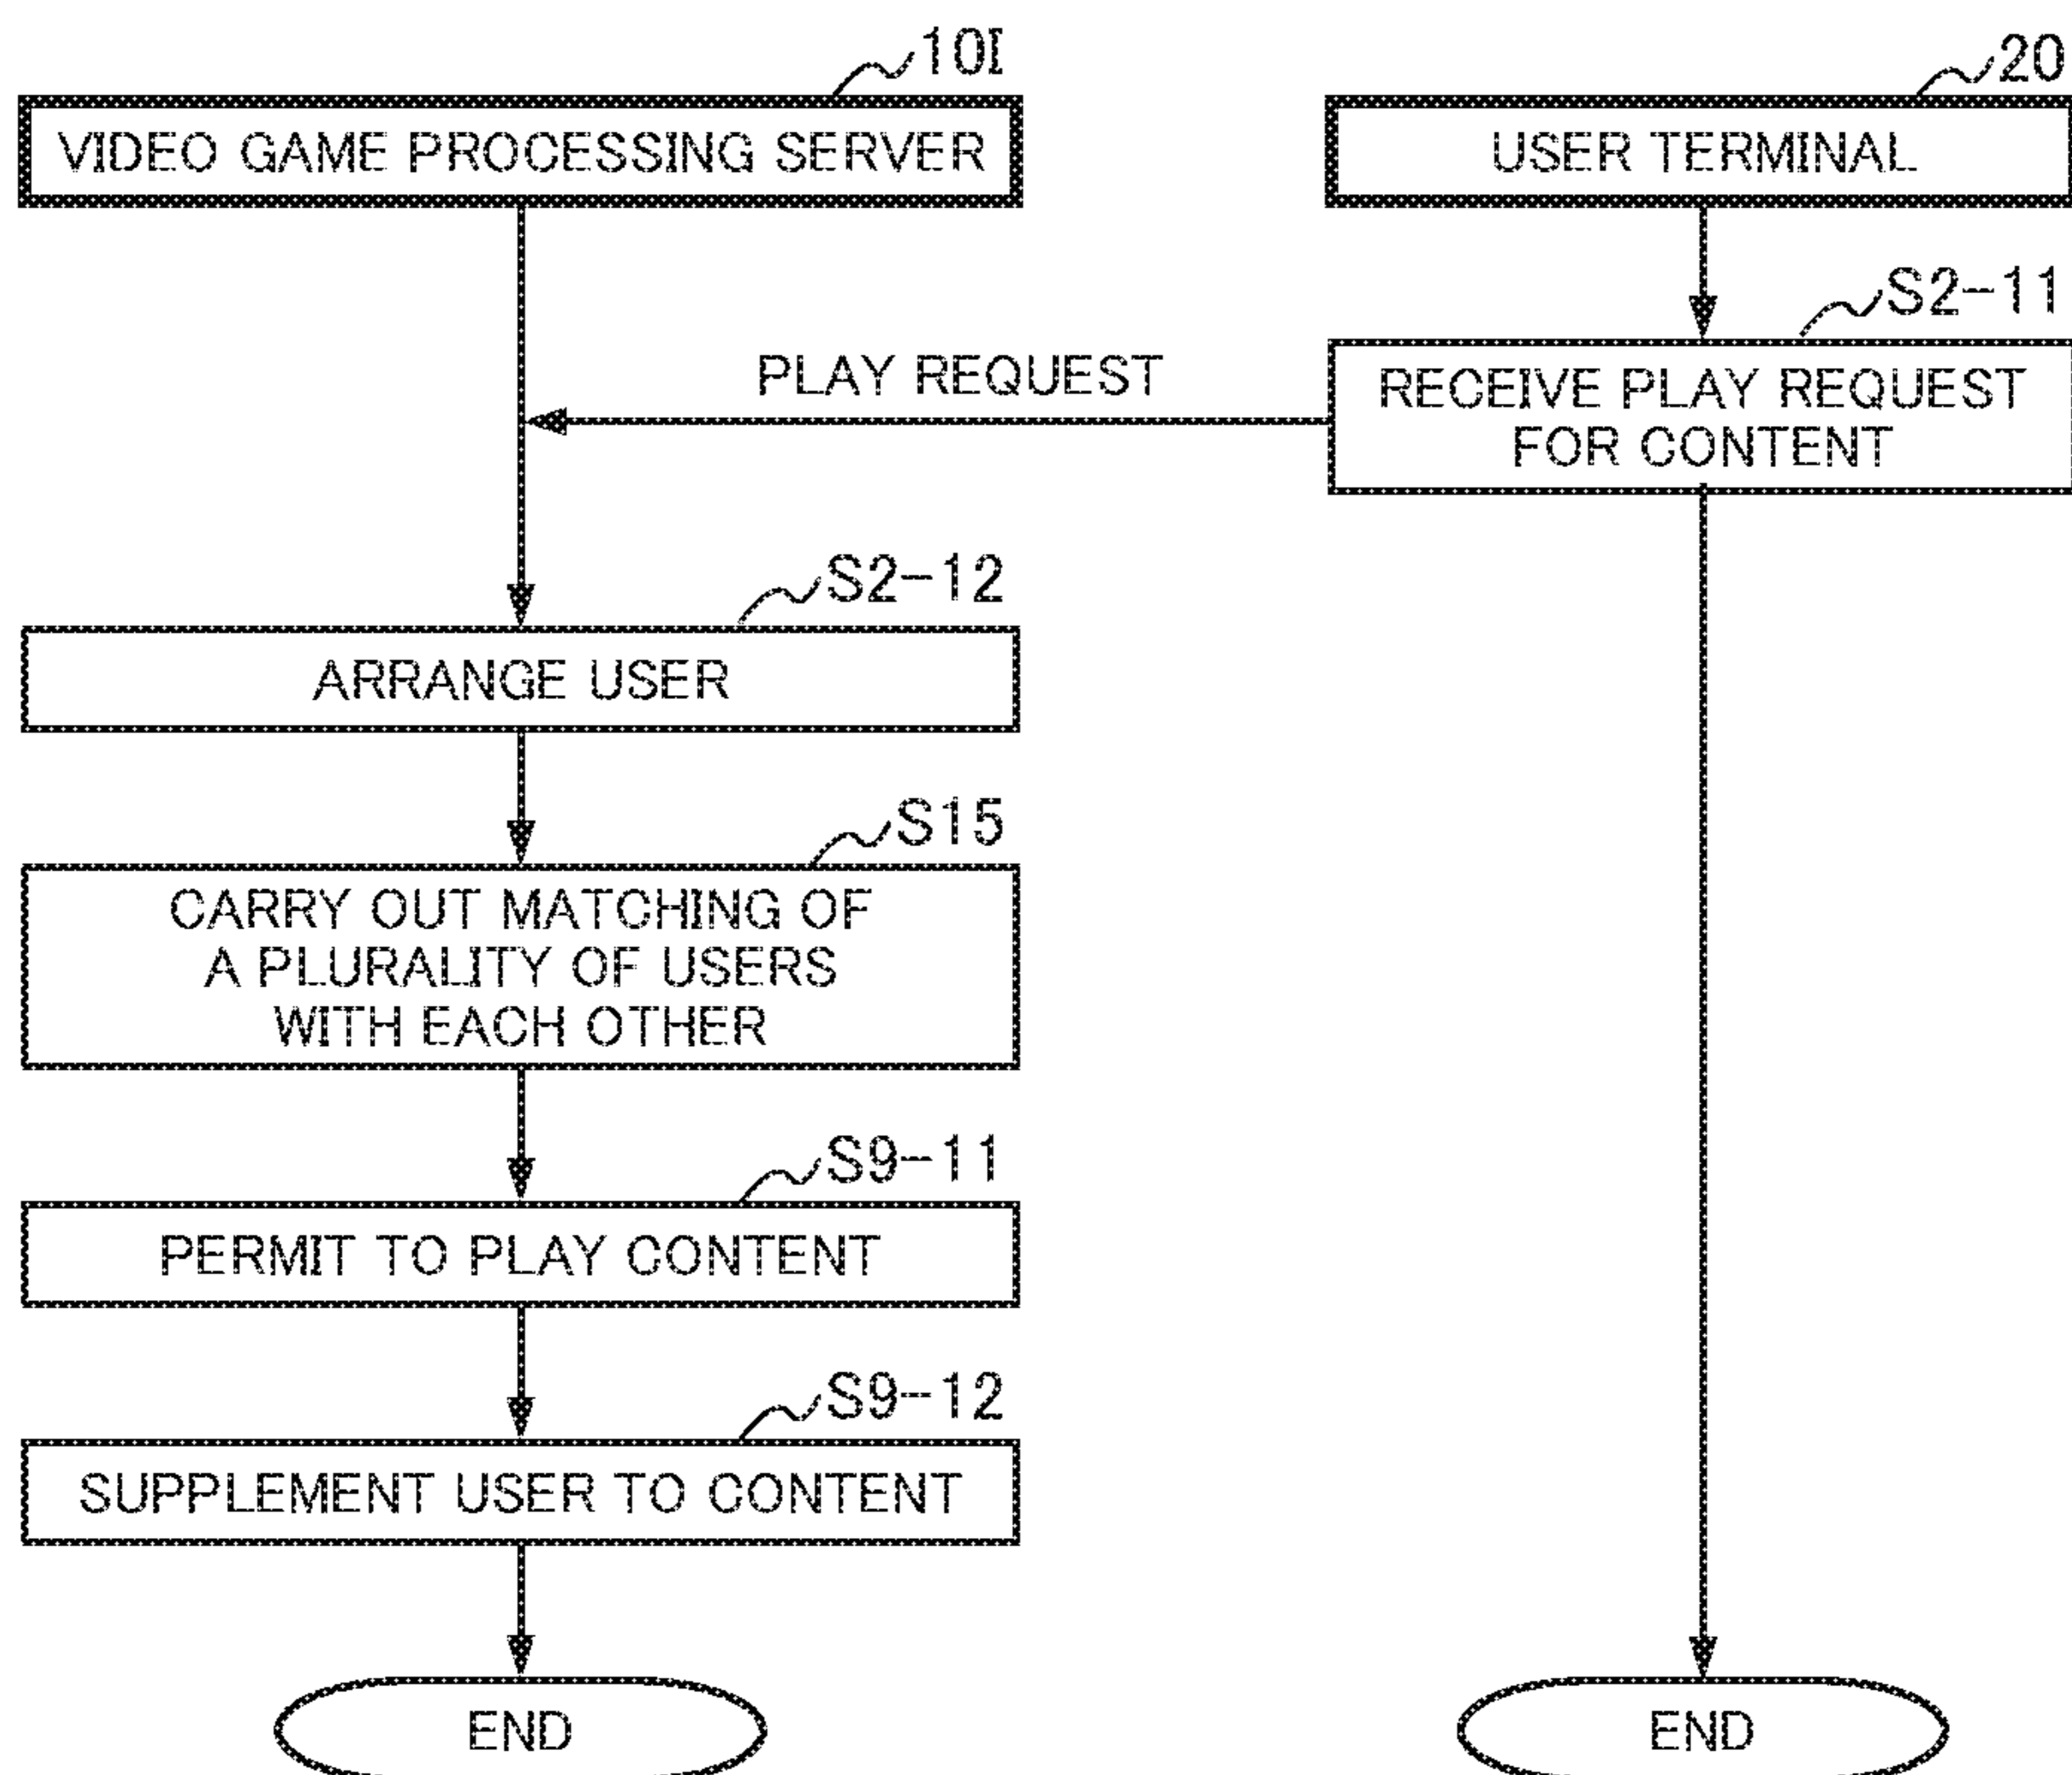 10I
VIDEO GAME PROCESSING SERVER
20
USER TERMINAL
S2-11
RECEIVE PLAY REQUEST
FOR CONTENT
PLAY REQUEST
S2-12
ARRANGE USER
S15
CARRY OUT MATCHING OF
A PLURALITY OF USERS
WITH EACH OTHER
S9-11
PERMIT TO PLAY CONTENT
S9-12
SUPPLEMENT USER TO CONTENT
END
END